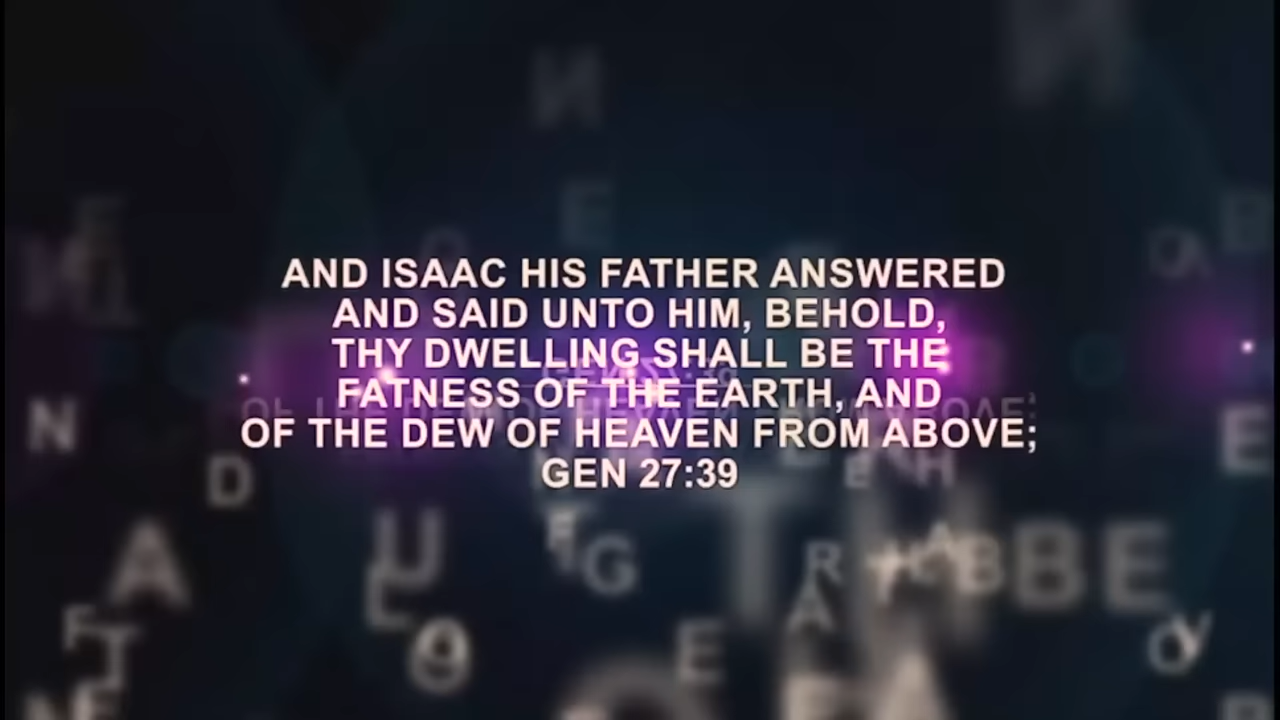 AND ISAAC HIS FATHER ANSWERED
AND SAID UNTO HIM, BEHOLD,
THY DWELLING SHALL BE THE
FATNESS OF THE EARTH, AND
OF THE DEW OF HEAVEN FROM ABOVE;
GEN 27:39